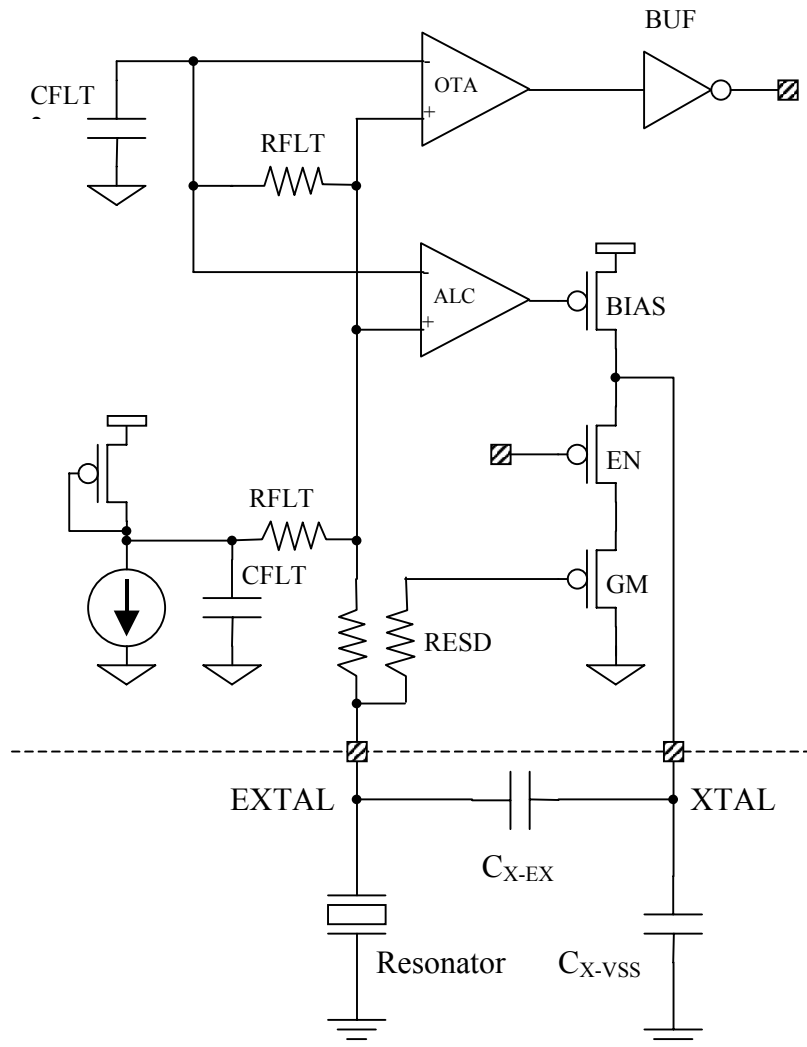 BUF
CFLT
-
OTA
+
RFLT
-
ALC
+
BIAS
EN
RFLT
CFLT
GM
RESD
EXTAL
XTAL
CX-EX
Resonator
CX-VSS